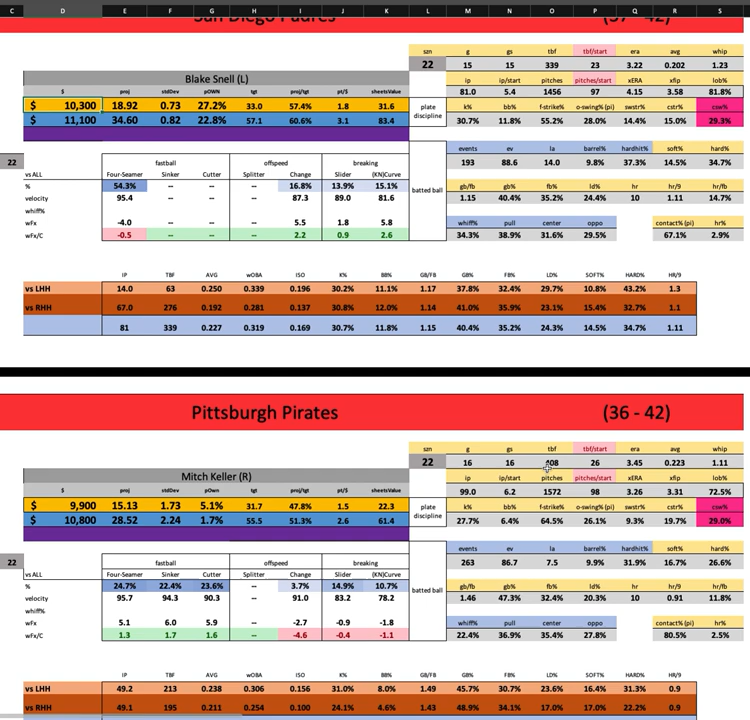 C D E F G H I J K L M N O P Q R S
San Diego Padres (37 - 42)
szn g gs tbf tbf/start era avg whip
22 15 15 339 23 3.22 0.202 1.23
Blake Snell (L) ip ip/start pitches pitches/start xERA xfip lob%
81.0 5.4 1456 97 4.15 3.58 81.8%
$ proj stdDev pOWN tgt proj/tgt pt/$ sheetsValue
$ 10,300 18.92 0.73 27.2% 33.0 57.4% 1.8 31.6 plate discipline k% bb% f-strike% o-swing% (pi) swstr% cstr% csw%
$ 11,100 34.60 0.82 22.8% 57.1 60.6% 3.1 83.4 30.7% 11.8% 55.2% 28.0% 14.4% 15.0% 29.3%
events ev la barrel% hardhit% soft% hard%
22 fastball offspeed breaking 193 88.6 14.0 9.8% 37.3% 14.5% 34.7%
vs ALL Four-Seamer Sinker Cutter Splitter Change Slider (KN)Curve
% 54.3% -- -- -- 16.8% 13.9% 15.1% batted ball gb/fb gb% fb% ld% hr hr/9 hr/fb
velocity 95.4 -- -- -- 87.3 89.0 81.6 1.15 40.4% 35.2% 24.4% 10 1.11 14.7%
whiff%
wFx -4.0 5.5 1.8 5.8 whiff% pull center oppo contact% (pi) hr%
wFx/C -0.5 -- -- -- 2.2 0.9 2.6 34.3% 38.9% 31.6% 29.5% 67.1% 2.9%
IP TBF AVG wOBA ISO K% BB% GB/FB GB% FB% LD% SOFT% HARD% HR/9
vs LHH 14.0 63 0.250 0.339 0.196 30.2% 11.1% 1.17 37.8% 32.4% 29.7% 10.8% 43.2% 1.3
vs RHH 67.0 276 0.192 0.281 0.137 30.8% 12.0% 1.14 41.0% 35.9% 23.1% 15.4% 32.7% 1.1
81 339 0.227 0.319 0.169 30.7% 11.8% 1.15 40.4% 35.2% 24.3% 14.5% 34.7% 1.11
Pittsburgh Pirates (36 - 42)
szn g gs tbf tbf/start era avg whip
22 16 16 408 26 3.45 0.223 1.11
Mitch Keller (R) ip ip/start pitches pitches/start xERA xfip lob%
99.0 6.2 1572 98 3.26 3.31 72.5%
$ proj stdDev pOwn tgt proj/tgt pt/$ sheetsValue
$ 9,900 15.13 1.73 5.1% 31.7 47.8% 1.5 22.3 plate discipline k% bb% f-strike% o-swing% (pi) swstr% cstr% csw%
$ 10,800 28.52 2.24 1.7% 55.5 51.3% 2.6 61.4 27.7% 6.4% 64.5% 26.1% 9.3% 19.7% 29.0%
events ev la barrel% hardhit% soft% hard%
22 fastball offspeed breaking 263 86.7 7.5 9.9% 31.9% 16.7% 26.6%
vs ALL Four-Seamer Sinker Cutter Splitter Change Slider (KN)Curve
% 24.7% 22.4% 23.6% -- 3.7% 14.9% 10.7% batted ball gb/fb gb% fb% ld% hr hr/9 hr/fb
velocity 95.7 94.3 90.3 -- 91.0 83.2 78.2 1.46 47.3% 32.4% 20.3% 10 0.91 11.8%
whiff%
wFx 5.1 6.0 5.9 -2.7 -0.9 -1.8 whiff% pull center oppo contact% (pi) hr%
wFx/C 1.3 1.7 1.6 -- -4.6 -0.4 -1.1 22.4% 36.9% 35.4% 27.8% 80.5% 2.5%
IP TBF AVG wOBA ISO K% BB% GB/FB GB% FB% LD% SOFT% HARD% HR/9
vs LHH 49.2 213 0.238 0.306 0.156 31.0% 8.0% 1.49 45.7% 30.7% 23.6% 16.4% 31.3% 0.9
vs RHH 49.1 195 0.211 0.254 0.100 24.1% 4.6% 1.43 48.9% 34.1% 17.0% 17.0% 22.2% 0.9